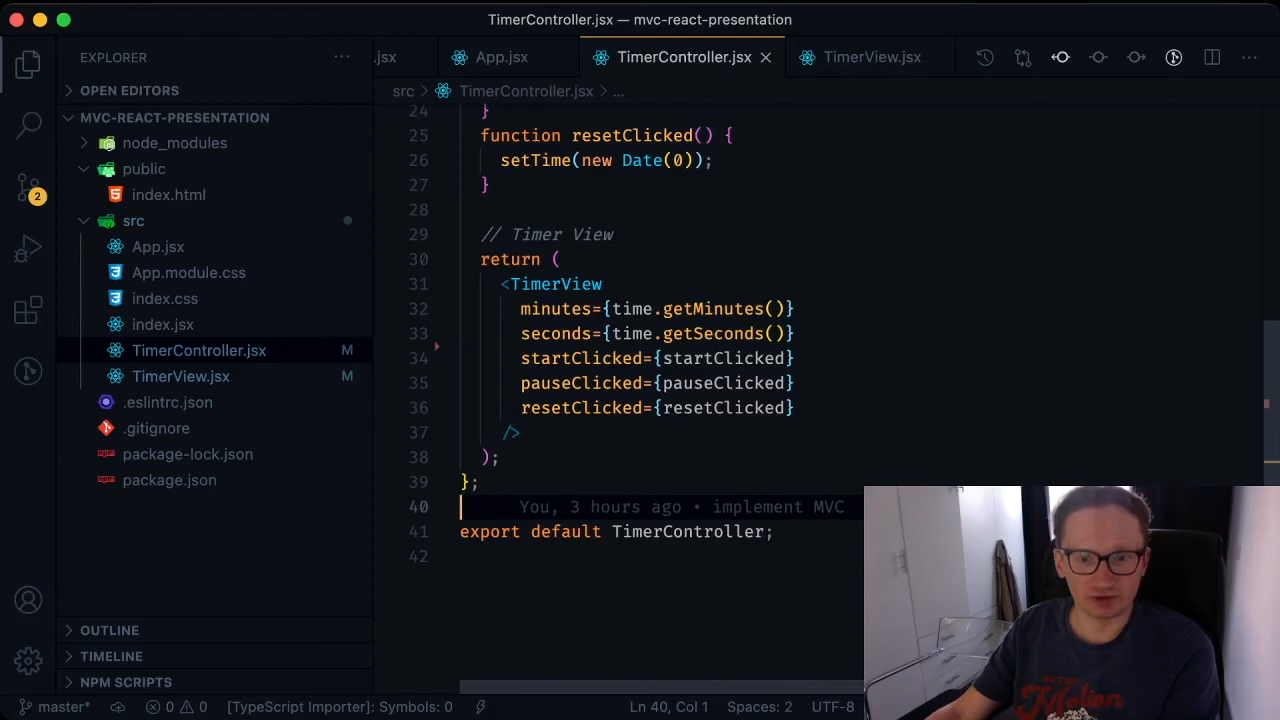 TimerController.jsx — mvc-react-presentation
EXPLORER
.jsx
App.jsx
TimerController.jsx
TimerView.jsx
OPEN EDITORS
src > TimerController.jsx > ...
MVC-REACT-PRESENTATION
node_modules
public
index.html
src
App.jsx
App.module.css
index.css
index.jsx
TimerController.jsx M
TimerView.jsx M
.eslintrc.json
.gitignore
package-lock.json
package.json
OUTLINE
TIMELINE
NPM SCRIPTS
2
24 }
25 function resetClicked() {
26 setTime(new Date(0));
27 }
28
29 // Timer View
30 return (
31 <TimerView
32 minutes={time.getMinutes()}
33 seconds={time.getSeconds()}
34 startClicked={startClicked}
35 pauseClicked={pauseClicked}
36 resetClicked={resetClicked}
37 />
38 );
39 };
40 You, 3 hours ago • implement MVC
41 export default TimerController;
42
master* 0 0 [TypeScript Importer]: Symbols: 0 Ln 40, Col 1 Spaces: 2 UTF-8
Motion